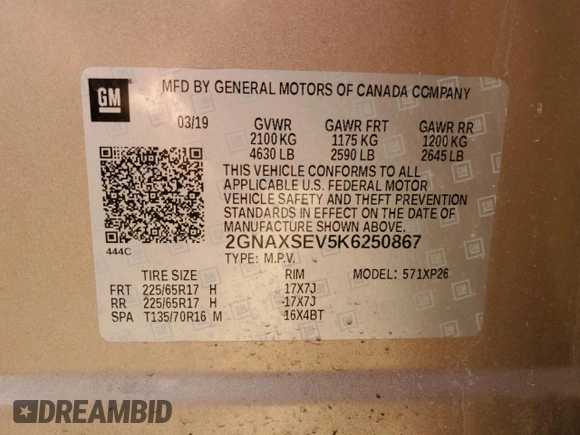 GM
MFD BY GENERAL MOTORS OF CANADA COMPANY
03/19 GVWR GAWR FRT GAWR RR
2100 KG 1175 KG 1200 KG
4630 LB 2590 LB 2645 LB
THIS VEHICLE CONFORMS TO ALL
APPLICABLE U.S. FEDERAL MOTOR
VEHICLE SAFETY AND THEFT PREVENTION
STANDARDS IN EFFECT ON THE DATE OF
MANUFACTURE SHOWN ABOVE.
444C 2GNAXSEV5K6250867
TYPE: M.P.V.
TIRE SIZE RIM MODEL: 571XP26
FRT 225/65R17 H 17X7J
RR 225/65R17 H 17X7J
SPA T135/70R16 M 16X4BT
DREAMBID